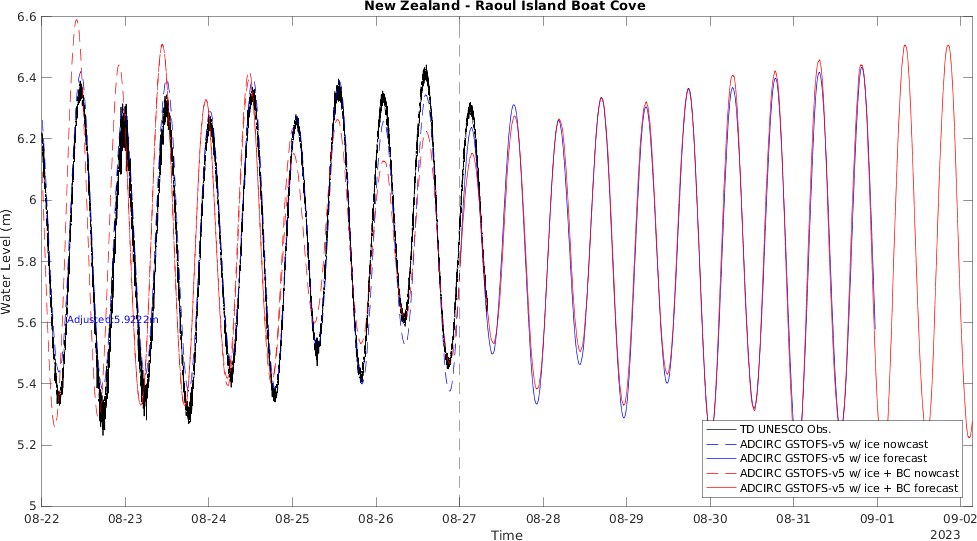 New Zealand - Raoul Island Boat Cove
Water Level (m)
6.6
6.4
6.2
6
5.8
5.6
5.4
5.2
5
Adjusted:5.9222m
TD UNESCO Obs.
ADCIRC GSTOFS-v5 w/ ice nowcast
ADCIRC GSTOFS-v5 w/ ice forecast
ADCIRC GSTOFS-v5 w/ ice + BC nowcast
ADCIRC GSTOFS-v5 w/ ice + BC forecast
08-22 08-23 08-24 08-25 08-26 08-27 08-28 08-29 08-30 08-31 09-01 09-02
Time
2023